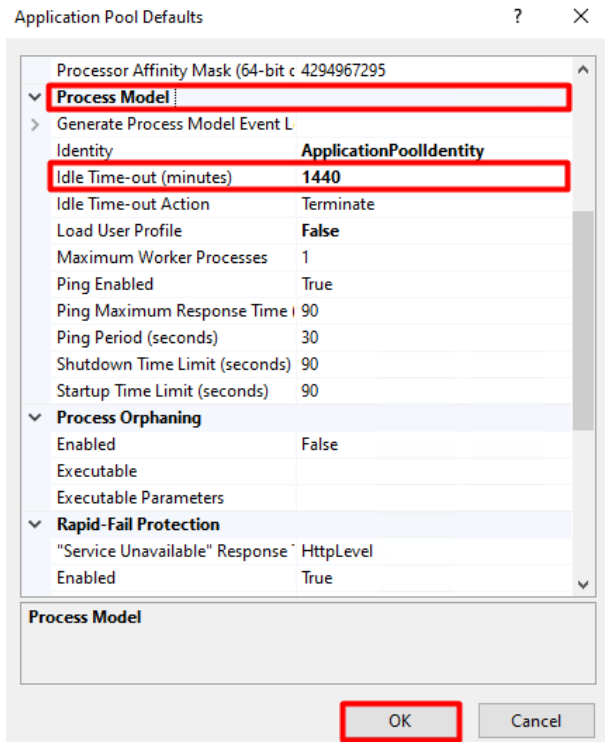 Application Pool Defaults ? ×
Processor Affinity Mask (64-bit c 4294967295
Process Model
Generate Process Model Event L
Identity ApplicationPoolIdentity
Idle Time-out (minutes) 1440
Idle Time-out Action Terminate
Load User Profile False
Maximum Worker Processes 1
Ping Enabled True
Ping Maximum Response Time ( 90
Ping Period (seconds) 30
Shutdown Time Limit (seconds) 90
Startup Time Limit (seconds) 90
Process Orphaning
Enabled False
Executable
Executable Parameters
Rapid-Fail Protection
"Service Unavailable" Response T HttpLevel
Enabled True
Process Model
OK Cancel